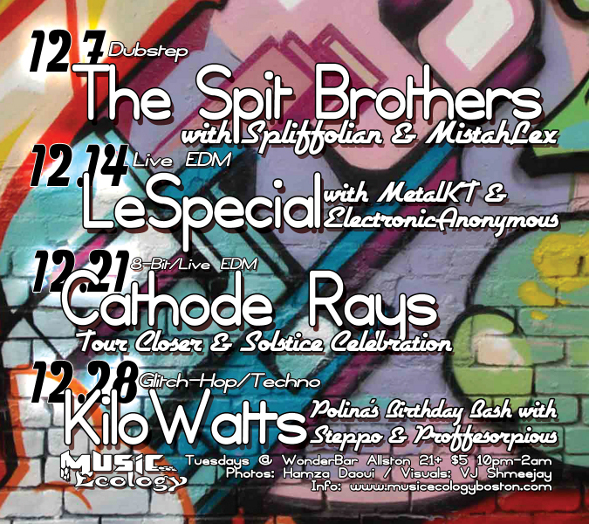 12.7 Dubstep
The Spit Brothers
with Spliffolian & MistahLex
12.14 Live EDM
LeSpecial with MetalKT &
ElectronicAnonymous
12.21 8-Bit/Live EDM
Cathode Rays
Tour Closer & Solstice Celebration
12.28 Glitch-Hop/Techno
KiloWatts Polina's Birthday Bash with
Steppo & Proffesorpious
Music Ecology
Tuesdays @ WonderBar Allston 21+ $5 10pm-2am
Photos: Hamza Daoui / Visuals: VJ Shmeejay
Info: www.musicecologyboston.com